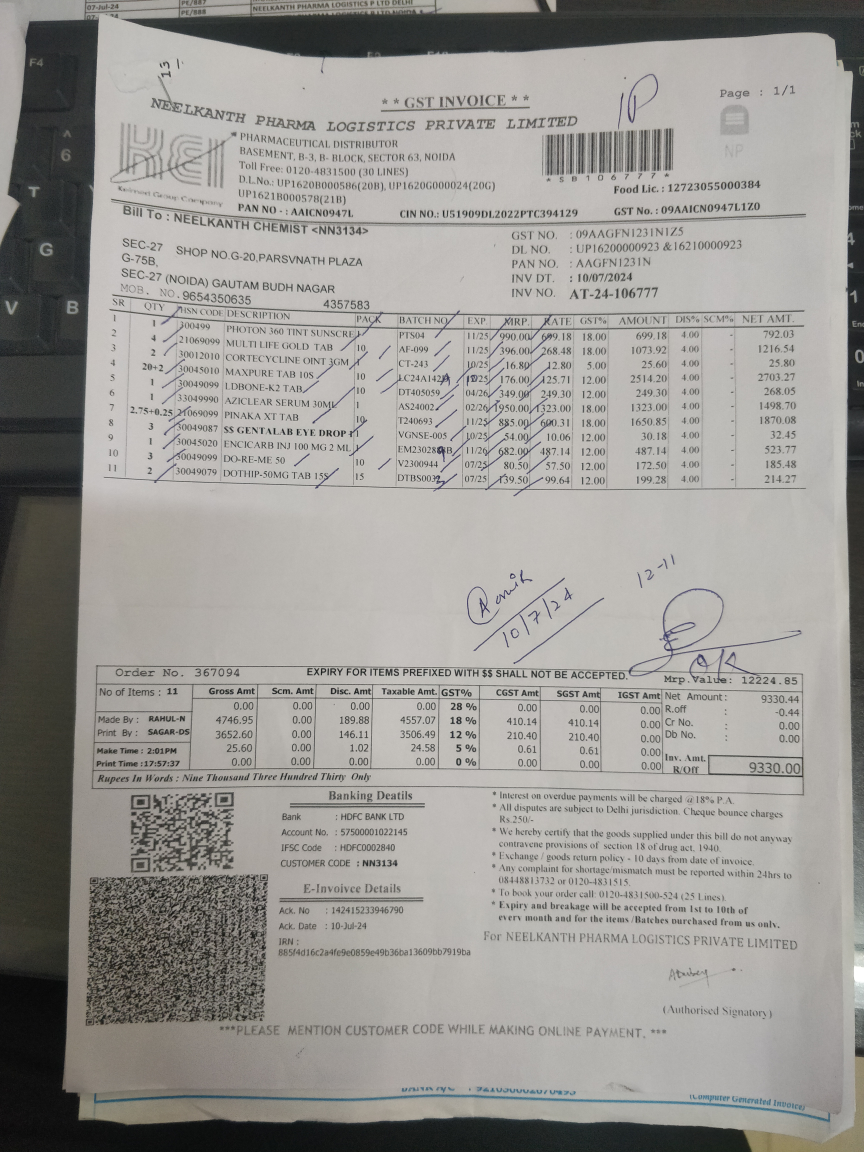 07-Jul-24 PE/887 NEELKANTH PHARMA LOGISTICS P LTD DELHI
PE/888
13
** GST INVOICE ** Page : 1/1
NEELKANTH PHARMA LOGISTICS PRIVATE LIMITED
PHARMACEUTICAL DISTRIBUTOR
BASEMENT, B-3, B- BLOCK, SECTOR 63, NOIDA
Toll Free: 0120-4831500 (30 LINES)
D.L.No.: UP1620B000586(20B), UP1620G000024(20G)
UP1621B000578(21B)
*SB106777*
NP
Food Lic. : 12723055000384
PAN NO - : AAICN0947L CIN NO.: U51909DL2022PTC394129 GST No. : 09AAICN0947L1Z0
Bill To : NEELKANTH CHEMIST <NN3134>
SEC-27 SHOP NO.G-20,PARSVNATH PLAZA
G-75B,
SEC-27 (NOIDA) GAUTAM BUDH NAGAR
MOB. NO. 9654350635 4357583
GST NO. : 09AAGFN1231N1Z5
DL NO. : UP16200000923 &16210000923
PAN NO. : AAGFN1231N
INV DT. : 10/07/2024
INV NO. AT-24-106777
SR QTY HSN CODE DESCRIPTION PACK BATCH NO. EXP. MRP. RATE GST% AMOUNT DIS% SCM% NET AMT.
1 1 300499 PHOTON 360 TINT SUNSCRE 1 PTS04 11/25 990.00 699.18 18.00 699.18 4.00 - 792.03
2 4 21069099 MULTI LIFE GOLD TAB 10 AF-099 11/25 396.00 268.48 18.00 1073.92 4.00 - 1216.54
3 2 30012010 CORTECYCLINE OINT 3GM 1 CT-243 10/25 16.80 12.80 5.00 25.60 4.00 - 25.80
4 20+2 30045010 MAXPURE TAB 10S 10 12/25 176.00 125.71 12.00 2514.20 4.00 - 2703.27
5 1 30049099 LDBONE-K2 TAB 10 DT405059 04/26 349.00 249.30 12.00 249.30 4.00 - 268.05
6 1 33049990 AZICLEAR SERUM 30ML 1 AS24002 02/26 1950.00 1323.00 18.00 1323.00 4.00 - 1498.70
7 2.75+0.25 21069099 PINAKA XT TAB 10 T240693 11/25 885.00 600.31 18.00 1650.85 4.00 - 1870.08
8 3 30049087 $$ GENTALAB EYE DROP 1 VGNSE-005 10/25 54.00 10.06 12.00 30.18 4.00 - 32.45
9 1 30045020 ENCICARB INJ 100 MG 2 ML 1 11/26 682.00 487.14 12.00 487.14 4.00 - 523.77
10 3 30049099 DO-RE-ME 50 10 V2300944 07/25 80.50 57.50 12.00 172.50 4.00 - 185.48
11 2 30049079 DOTHIP-50MG TAB 15S 15 07/25 139.50 99.64 12.00 199.28 4.00 - 214.27
10/7/24
12-11
OK
Order No. 367094 EXPIRY FOR ITEMS PREFIXED WITH $$ SHALL NOT BE ACCEPTED. Mrp.Value: 12224.85
No of Items : 11 Gross Amt Scm. Amt Disc. Amt Taxable Amt. GST% CGST Amt SGST Amt IGST Amt Net Amount : 9330.44
0.00 0.00 0.00 0.00 28 % 0.00 0.00 0.00 R.off : -0.44
Made By : RAHUL-N 4746.95 0.00 189.88 4557.07 18 % 410.14 410.14 0.00 Cr No. : 0.00
Print By : SAGAR-DS 3652.60 0.00 146.11 3506.49 12 % 210.40 210.40 0.00 Db No. : 0.00
Make Time : 2:01PM 25.60 0.00 1.02 24.58 5 % 0.61 0.61 0.00
Print Time :17:57:37 0.00 0.00 0.00 0.00 0 % 0.00 0.00 0.00 Inv. Amt. R/Off 9330.00
Rupees In Words : Nine Thousand Three Hundred Thirty Only
Banking Deatils
Bank : HDFC BANK LTD
Account No. : 57500001022145
IFSC Code : HDFC0002840
CUSTOMER CODE : NN3134
E-Invoivce Details
Ack. No : 142415233946790
Ack. Date : 10-Jul-24
IRN :
885f4d16c2a4fe9e0859e49b36ba13609bb7919ba
* Interest on overdue payments will be charged @18% P.A.
* All disputes are subject to Delhi jurisdiction. Cheque bounce charges
Rs.250/-
* We hereby certify that the goods supplied under this bill do not anyway
contravene provisions of section 18 of drug act, 1940.
* Exchange / goods return policy - 10 days from date of invoice.
* Any complaint for shortage/mismatch must be reported within 24hrs to
08448813732 or 0120-4831515.
* To book your order call: 0120-4831500-524 (25 Lines).
* Expiry and breakage will be accepted from 1st to 10th of
every month and for the items /Batches purchased from us only.
For NEELKANTH PHARMA LOGISTICS PRIVATE LIMITED
(Authorised Signatory)
***PLEASE MENTION CUSTOMER CODE WHILE MAKING ONLINE PAYMENT. ***
(Computer Generated Invoice)